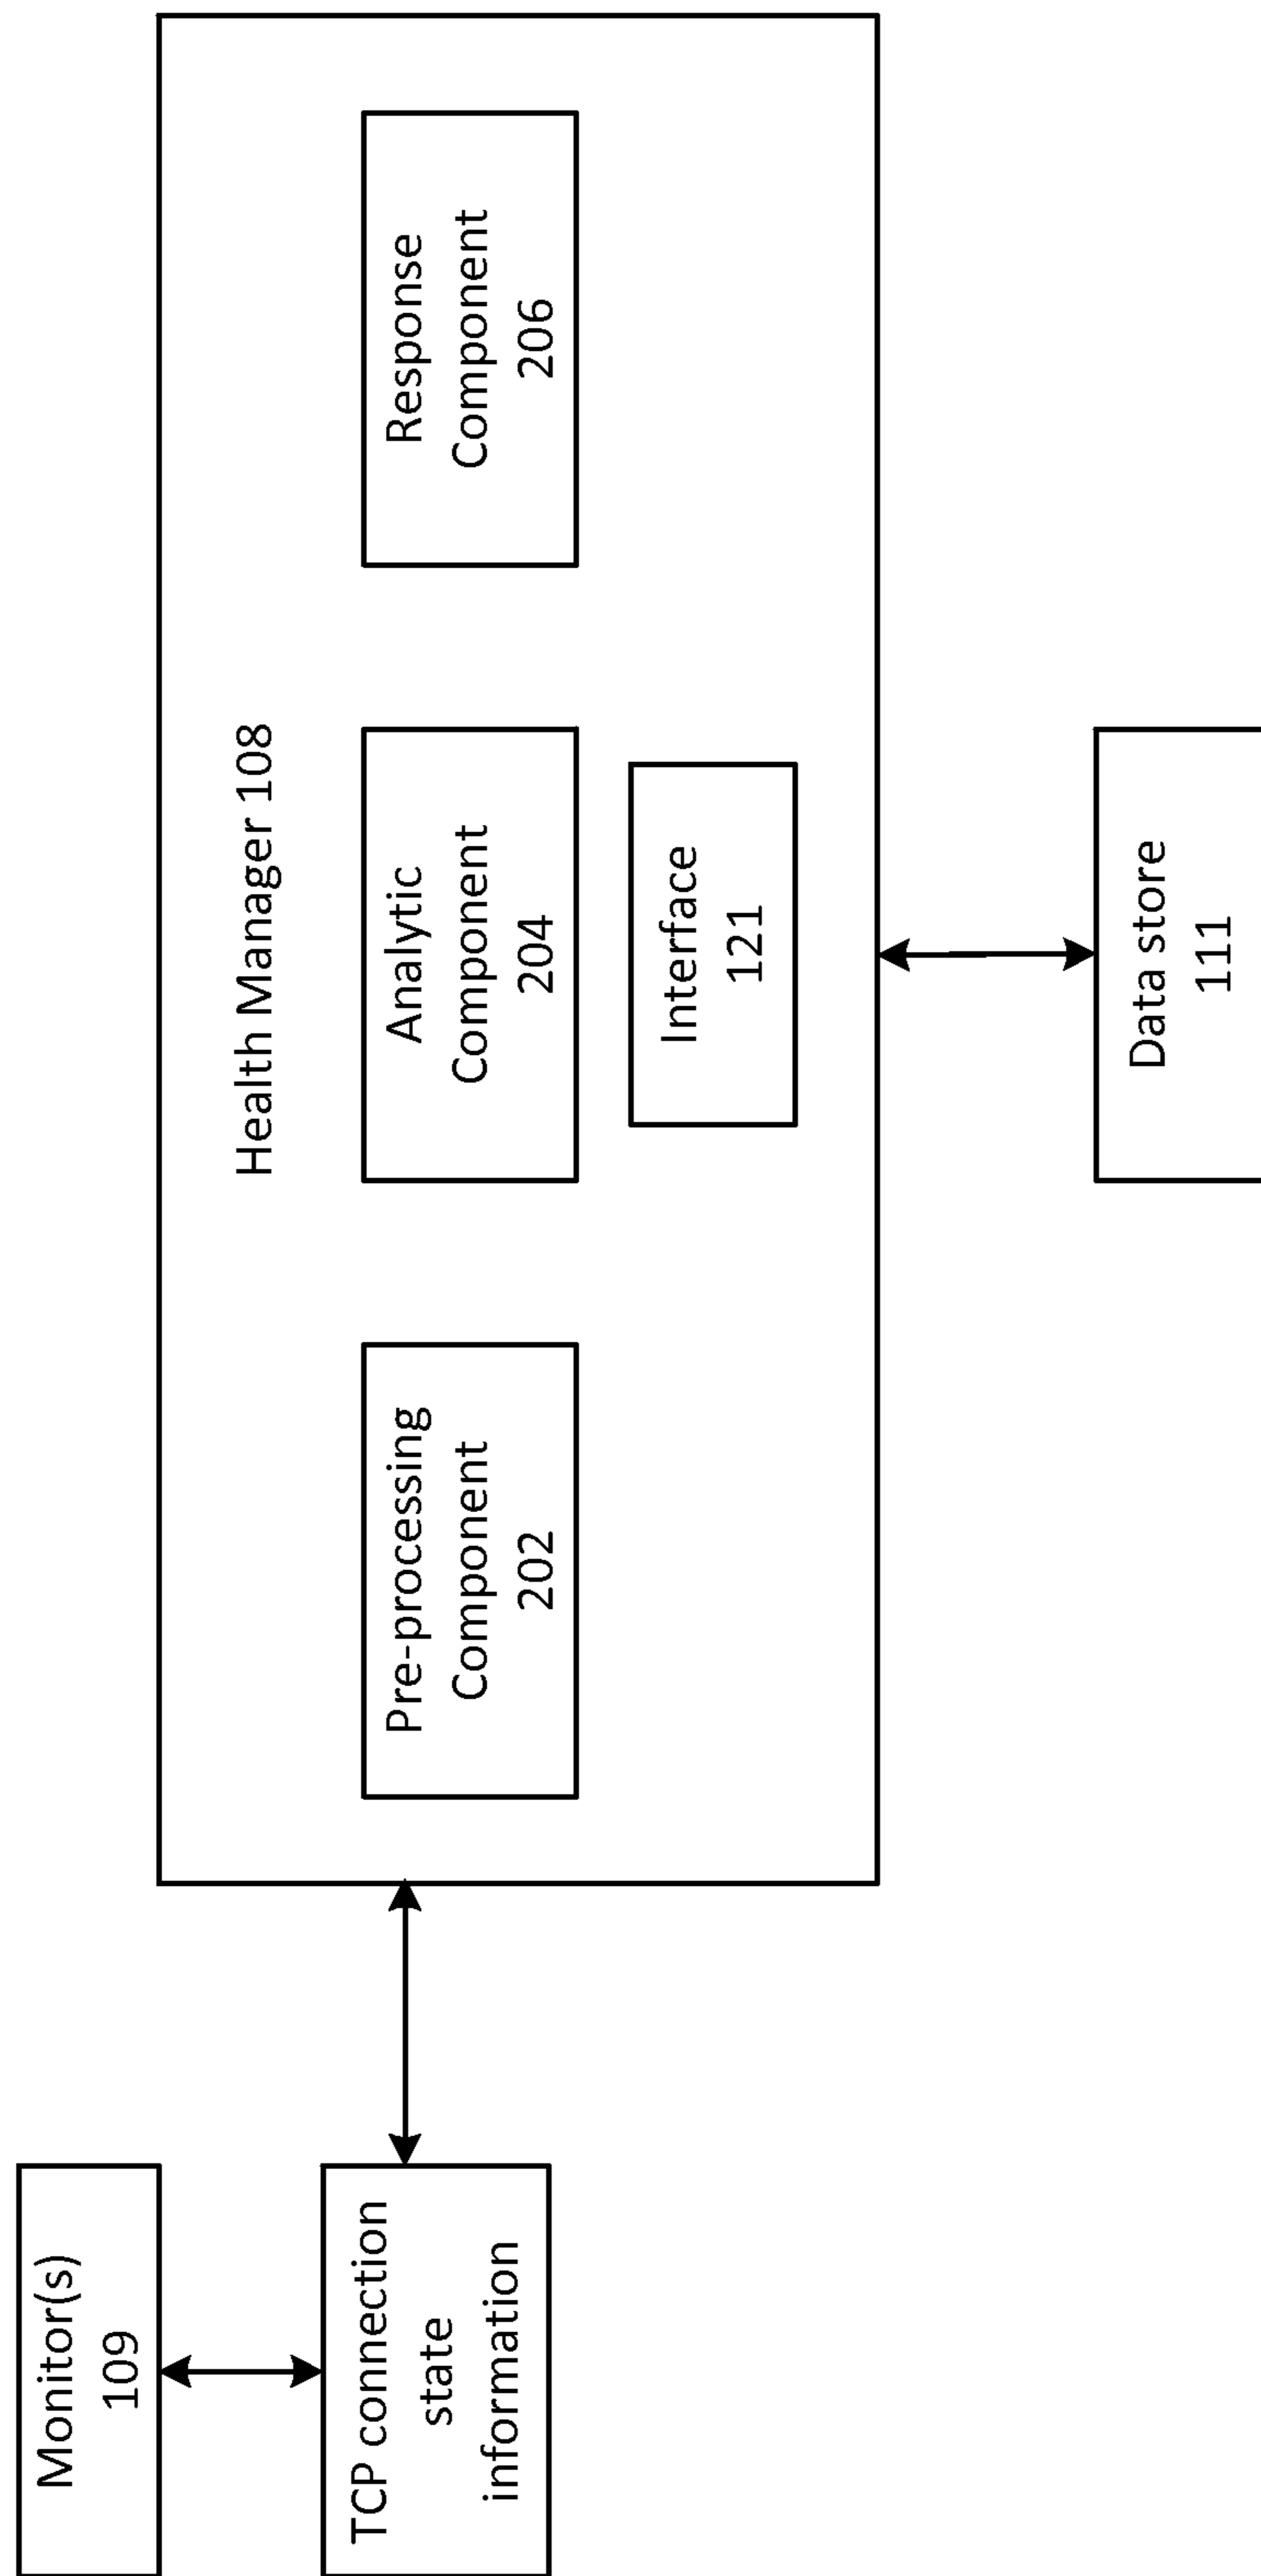 Monitor(s)
109
TCP connection
state
information
Health Manager 108
Pre-processing
Component
202
Analytic
Component
204
Response
Component
206
Interface
121
Data store
111